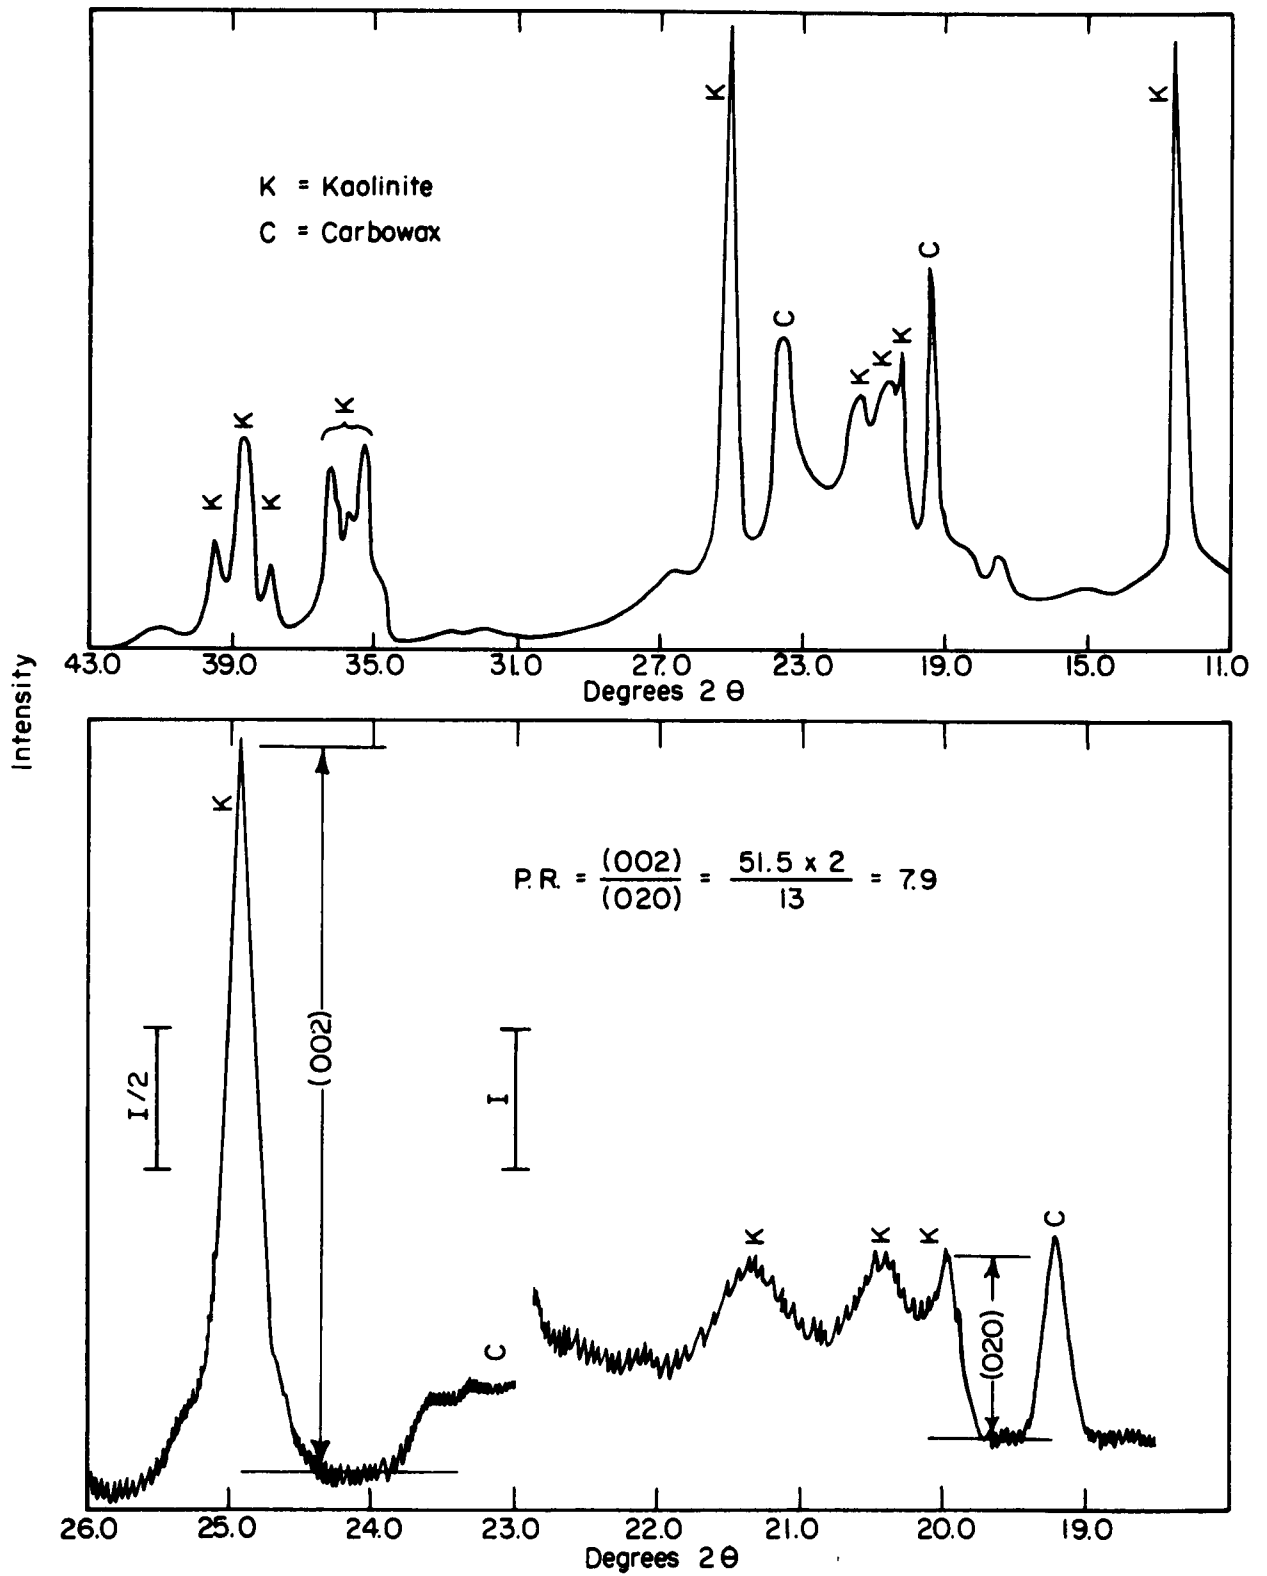 K
K
K = Kaolinite
C = Carbowax
C
C
K
K
K
K
K
K
K
43.0 39.0 35.0 31.0 27.0 23.0 19.0 15.0 11.0
Degrees 2 θ
Intensity
K
P.R. = (002) / (020) = 51.5 x 2 / 13 = 7.9
(002)
I/2
I
K
K
K
C
(020)
C
26.0 25.0 24.0 23.0 22.0 21.0 20.0 19.0
Degrees 2θ